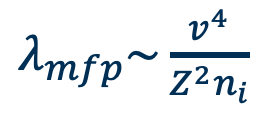 λ_mfp ~ v^4 / Z^2 n_i